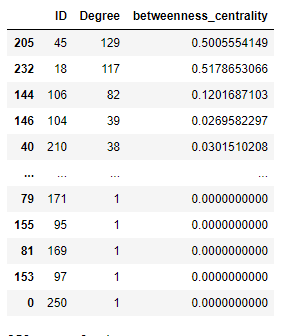 ID Degree betweenness_centrality
205 45 129 0.5005554149
232 18 117 0.5178653066
144 106 82 0.1201687103
146 104 39 0.0269582297
40 210 38 0.0301510208
... ... ... ...
79 171 1 0.0000000000
155 95 1 0.0000000000
81 169 1 0.0000000000
153 97 1 0.0000000000
0 250 1 0.0000000000